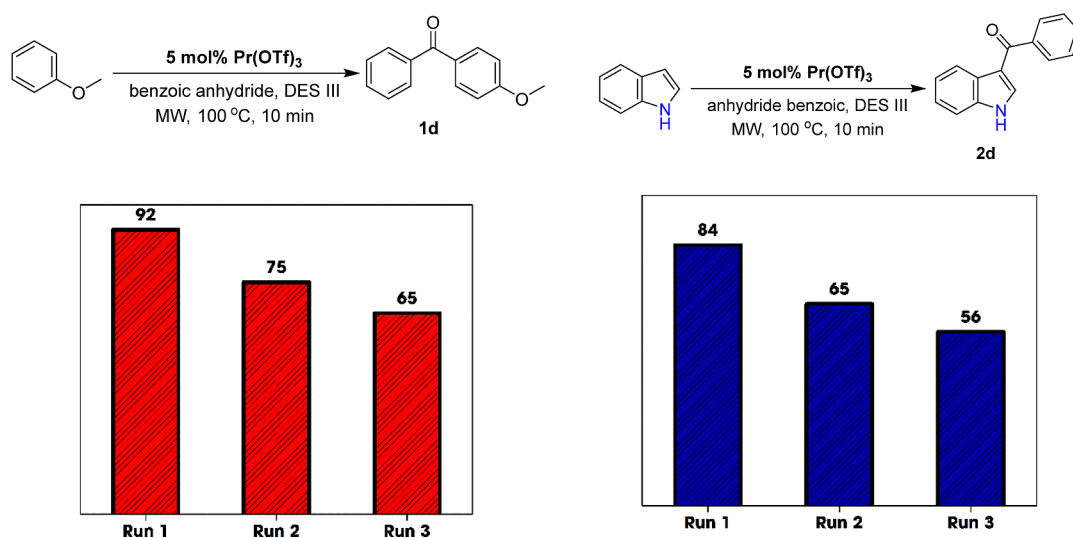 O
5 mol% Pr(OTf)3
benzoic anhydride, DES III
MW, 100 °C, 10 min
O
O
1d
N
H
5 mol% Pr(OTf)3
anhydride benzoic, DES III
MW, 100 °C, 10 min
O
N
H
2d
92
75
65
Run 1 Run 2 Run 3
84
65
56
Run 1 Run 2 Run 3